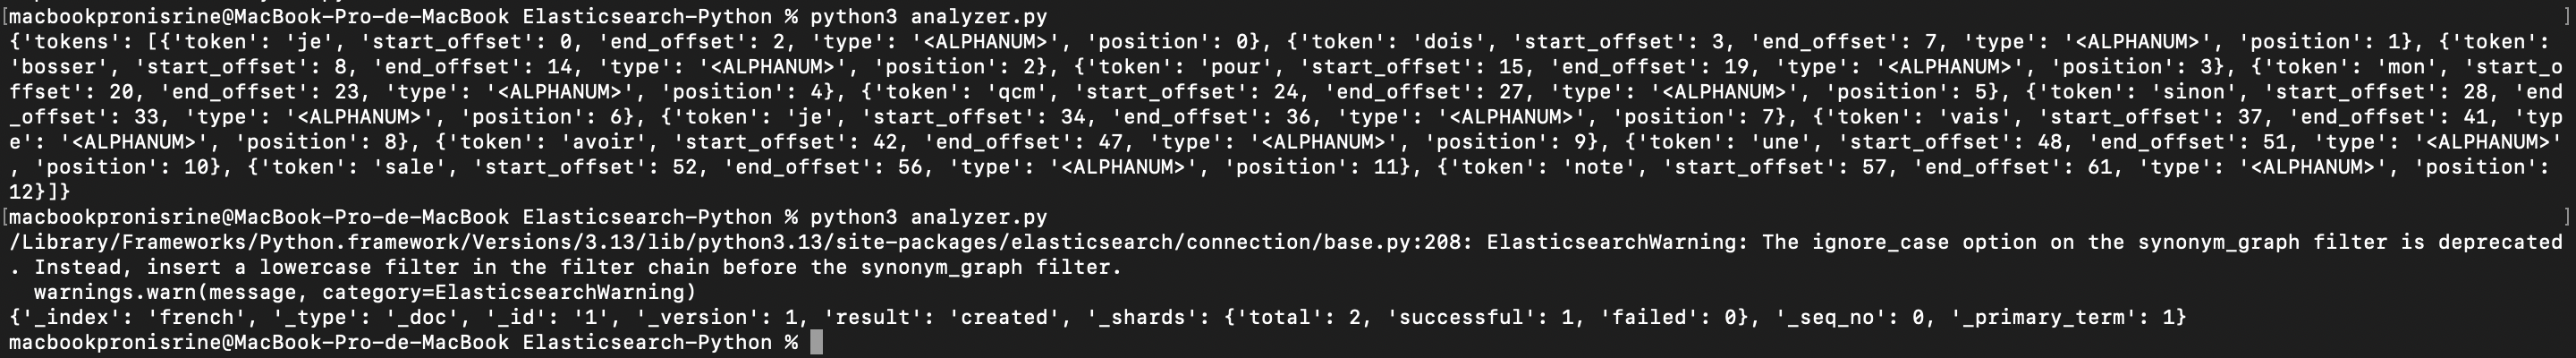 [macbookpronisrine@MacBook-Pro-de-MacBook Elasticsearch-Python % python3 analyzer.py ]
{'tokens': [{'token': 'je', 'start_offset': 0, 'end_offset': 2, 'type': '<ALPHANUM>', 'position': 0}, {'token': 'dois', 'start_offset': 3, 'end_offset': 7, 'type': '<ALPHANUM>', 'position': 1}, {'token':
'bosser', 'start_offset': 8, 'end_offset': 14, 'type': '<ALPHANUM>', 'position': 2}, {'token': 'pour', 'start_offset': 15, 'end_offset': 19, 'type': '<ALPHANUM>', 'position': 3}, {'token': 'mon', 'start_o
ffset': 20, 'end_offset': 23, 'type': '<ALPHANUM>', 'position': 4}, {'token': 'qcm', 'start_offset': 24, 'end_offset': 27, 'type': '<ALPHANUM>', 'position': 5}, {'token': 'sinon', 'start_offset': 28, 'end
_offset': 33, 'type': '<ALPHANUM>', 'position': 6}, {'token': 'je', 'start_offset': 34, 'end_offset': 36, 'type': '<ALPHANUM>', 'position': 7}, {'token': 'vais', 'start_offset': 37, 'end_offset': 41, 'typ
e': '<ALPHANUM>', 'position': 8}, {'token': 'avoir', 'start_offset': 42, 'end_offset': 47, 'type': '<ALPHANUM>', 'position': 9}, {'token': 'une', 'start_offset': 48, 'end_offset': 51, 'type': '<ALPHANUM>'
, 'position': 10}, {'token': 'sale', 'start_offset': 52, 'end_offset': 56, 'type': '<ALPHANUM>', 'position': 11}, {'token': 'note', 'start_offset': 57, 'end_offset': 61, 'type': '<ALPHANUM>', 'position':
12}]}
[macbookpronisrine@MacBook-Pro-de-MacBook Elasticsearch-Python % python3 analyzer.py ]
/Library/Frameworks/Python.framework/Versions/3.13/lib/python3.13/site-packages/elasticsearch/connection/base.py:208: ElasticsearchWarning: The ignore_case option on the synonym_graph filter is deprecated
. Instead, insert a lowercase filter in the filter chain before the synonym_graph filter.
warnings.warn(message, category=ElasticsearchWarning)
{'_index': 'french', '_type': '_doc', '_id': '1', '_version': 1, 'result': 'created', '_shards': {'total': 2, 'successful': 1, 'failed': 0}, '_seq_no': 0, '_primary_term': 1}
macbookpronisrine@MacBook-Pro-de-MacBook Elasticsearch-Python %